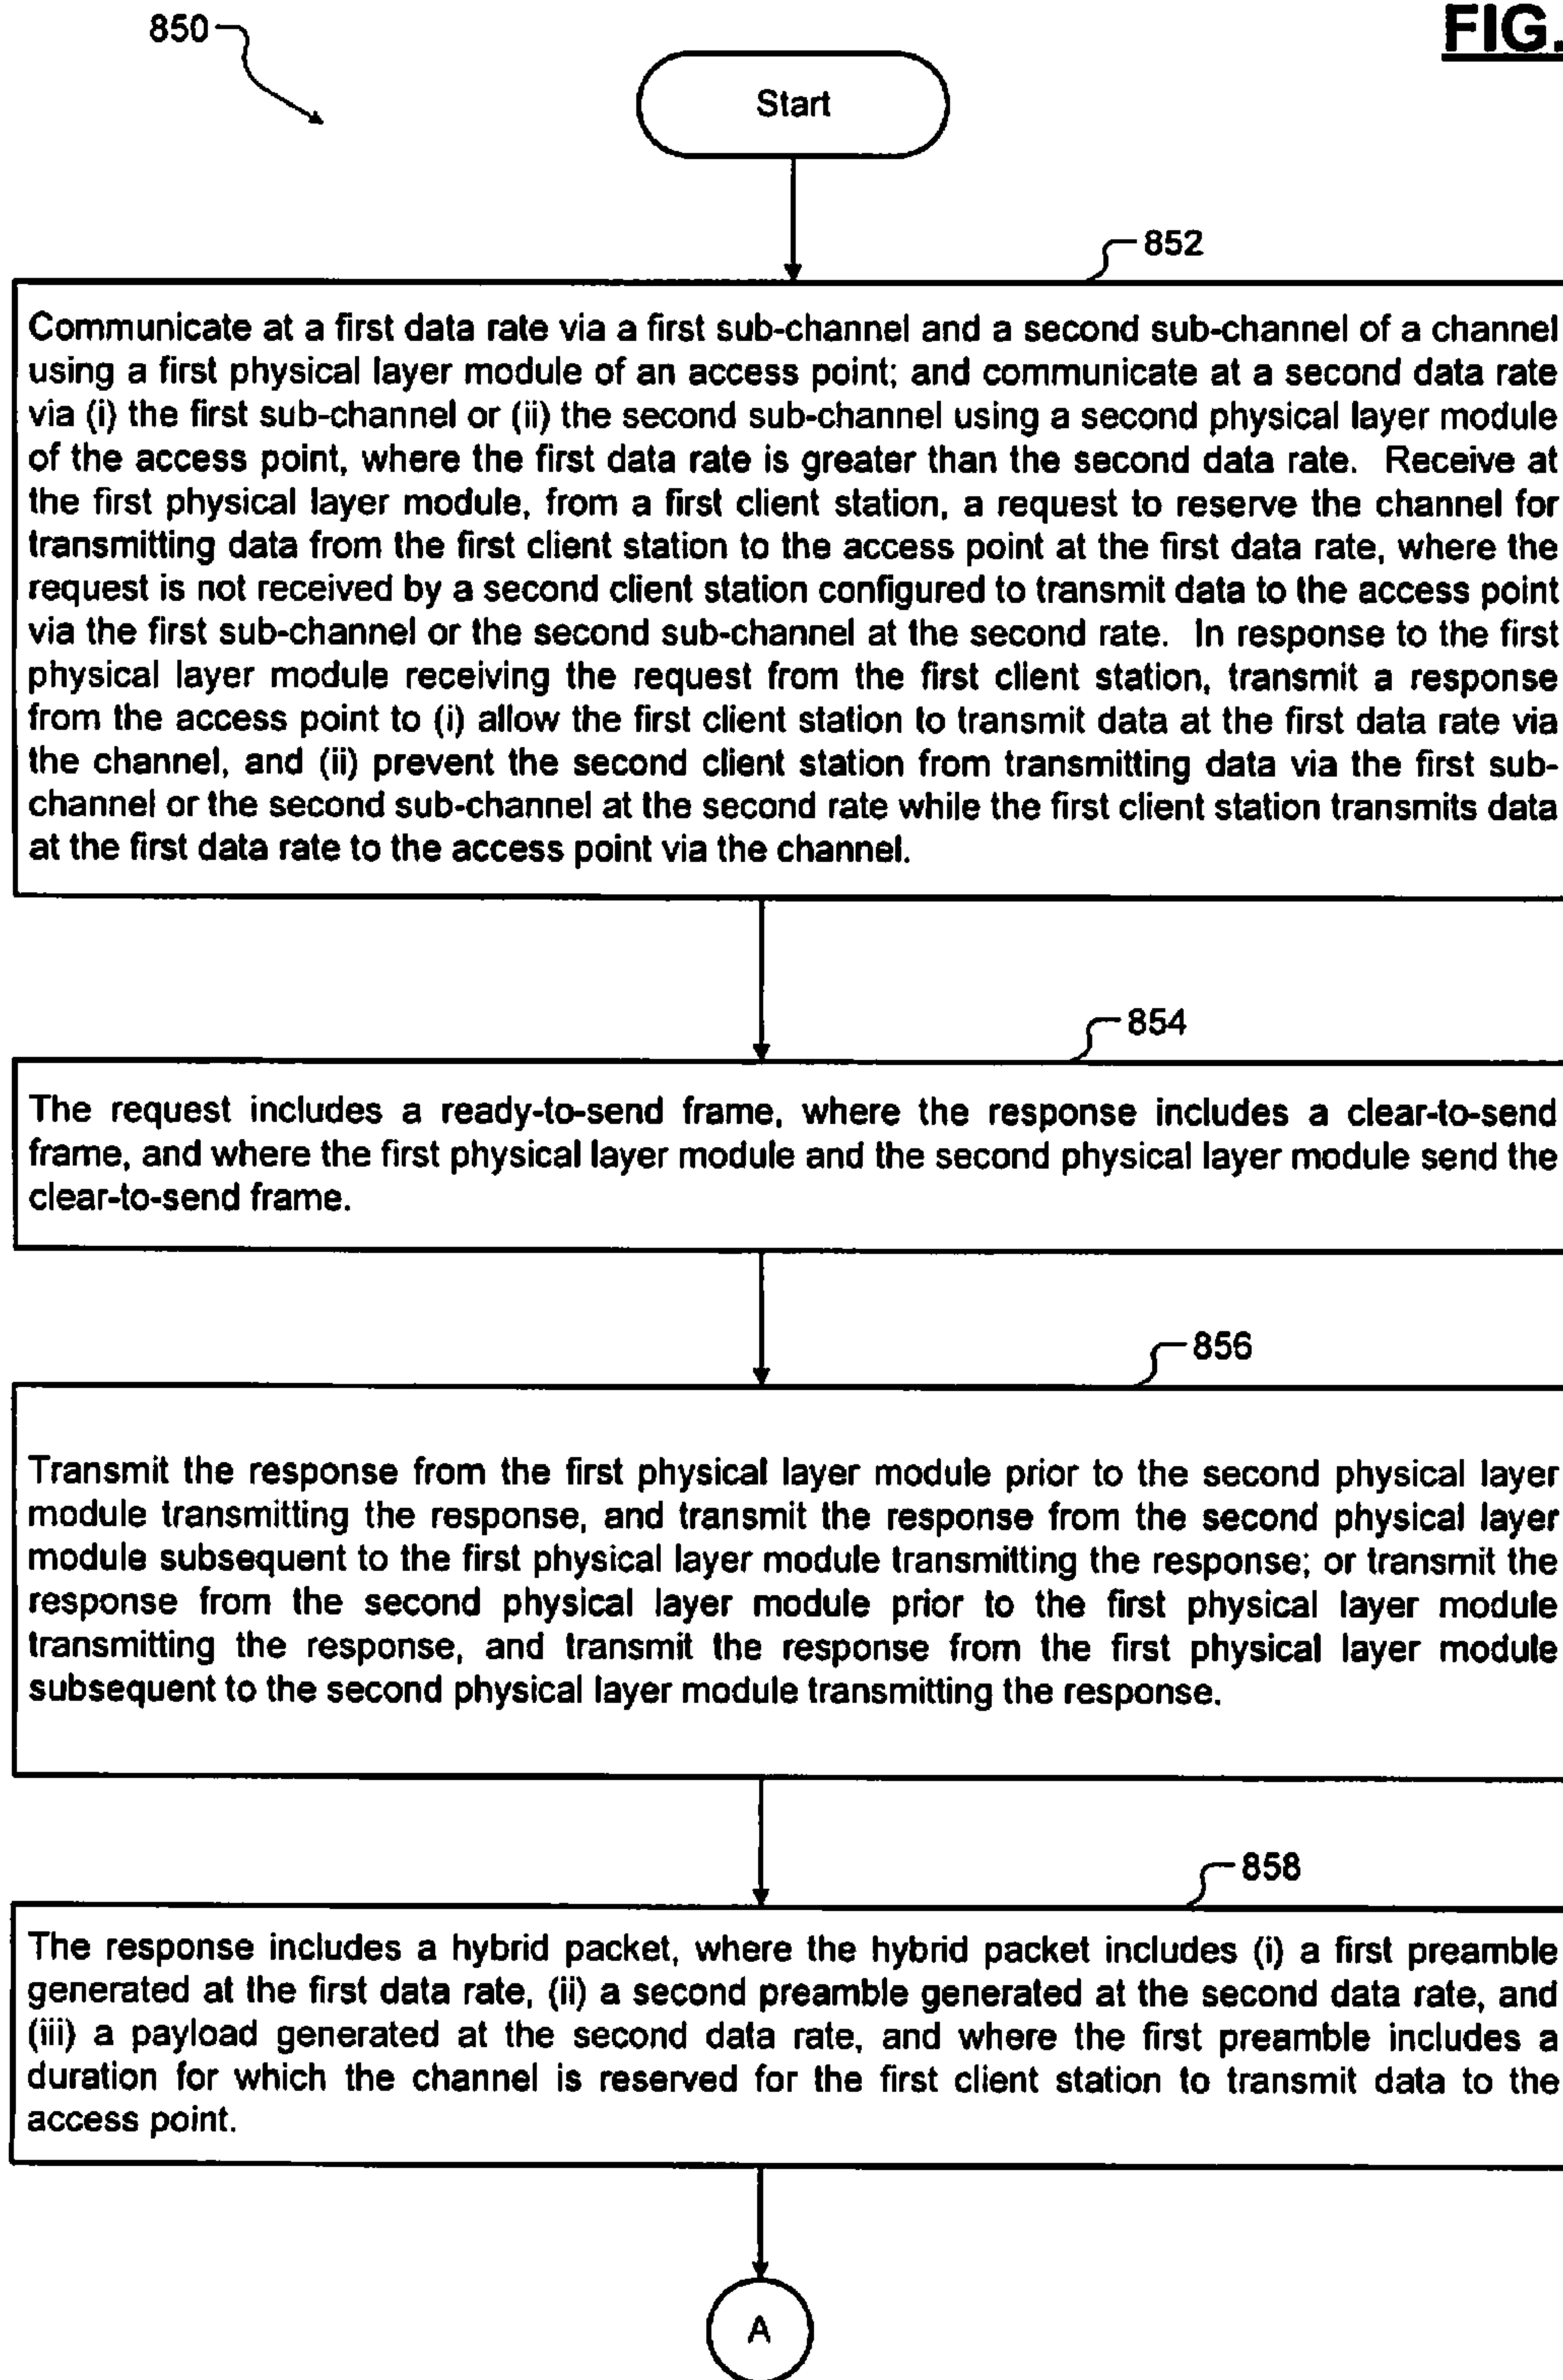 850
FIG.
Start
852
Communicate at a first data rate via a first sub-channel and a second sub-channel of a channel
using a first physical layer module of an access point; and communicate at a second data rate
via (i) the first sub-channel or (ii) the second sub-channel using a second physical layer module
of the access point, where the first data rate is greater than the second data rate.  Receive at
the first physical layer module, from a first client station, a request to reserve the channel for
transmitting data from the first client station to the access point at the first data rate, where the
request is not received by a second client station configured to transmit data to the access point
via the first sub-channel or the second sub-channel at the second rate.  In response to the first
physical layer module receiving the request from the first client station, transmit a response
from the access point to (i) allow the first client station to transmit data at the first data rate via
the channel, and (ii) prevent the second client station from transmitting data via the first sub-
channel or the second sub-channel at the second rate while the first client station transmits data
at the first data rate to the access point via the channel.
854
The request includes a ready-to-send frame, where the response includes a clear-to-send
frame, and where the first physical layer module and the second physical layer module send the
clear-to-send frame.
856
Transmit the response from the first physical layer module prior to the second physical layer
module transmitting the response, and transmit the response from the second physical layer
module subsequent to the first physical layer module transmitting the response; or transmit the
response from the second physical layer module prior to the first physical layer module
transmitting the response, and transmit the response from the first physical layer module
subsequent to the second physical layer module transmitting the response.
858
The response includes a hybrid packet, where the hybrid packet includes (i) a first preamble
generated at the first data rate, (ii) a second preamble generated at the second data rate, and
(iii) a payload generated at the second data rate, and where the first preamble includes a
duration for which the channel is reserved for the first client station to transmit data to the
access point.
A